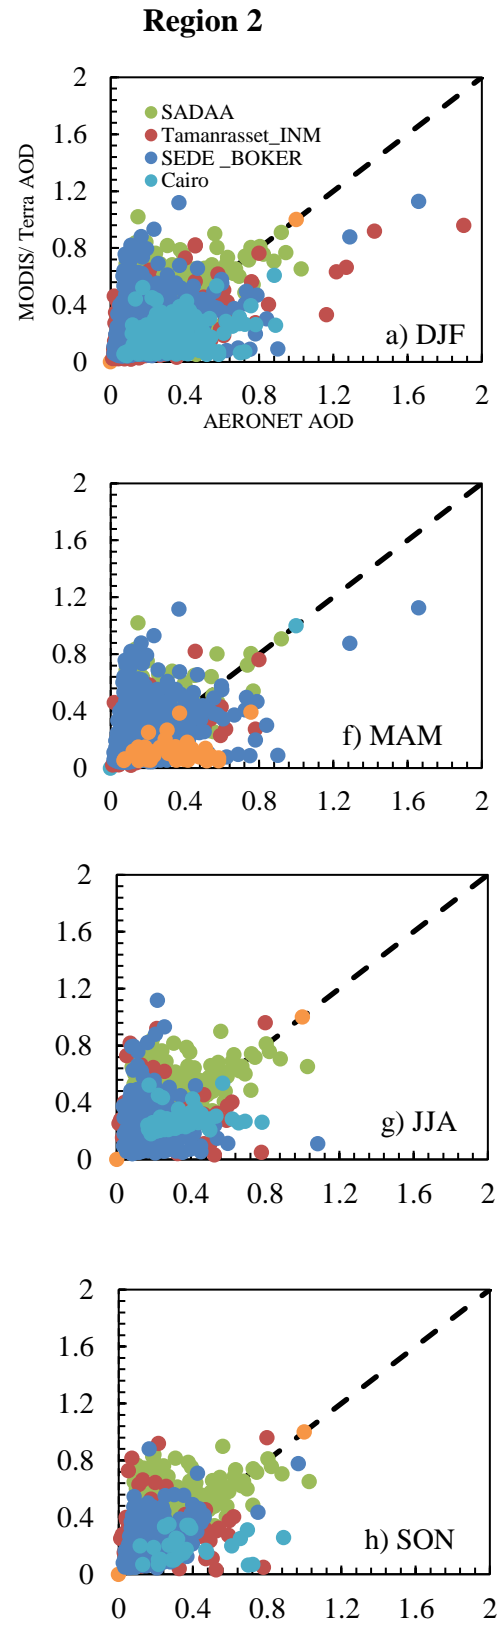 Region 2
2
1.6
1.2
0.8
0.4
0
MODIS/ Terra AOD
SADAA
Tamanrasset_INM
SEDE _BOKER
Cairo
a) DJF
0 0.4 0.8 1.2 1.6 2
AERONET AOD
2
1.6
1.2
0.8
0.4
0
f) MAM
0 0.4 0.8 1.2 1.6 2
2
1.6
1.2
0.8
0.4
0
g) JJA
0 0.4 0.8 1.2 1.6 2
2
1.6
1.2
0.8
0.4
0
h) SON
0 0.4 0.8 1.2 1.6 2